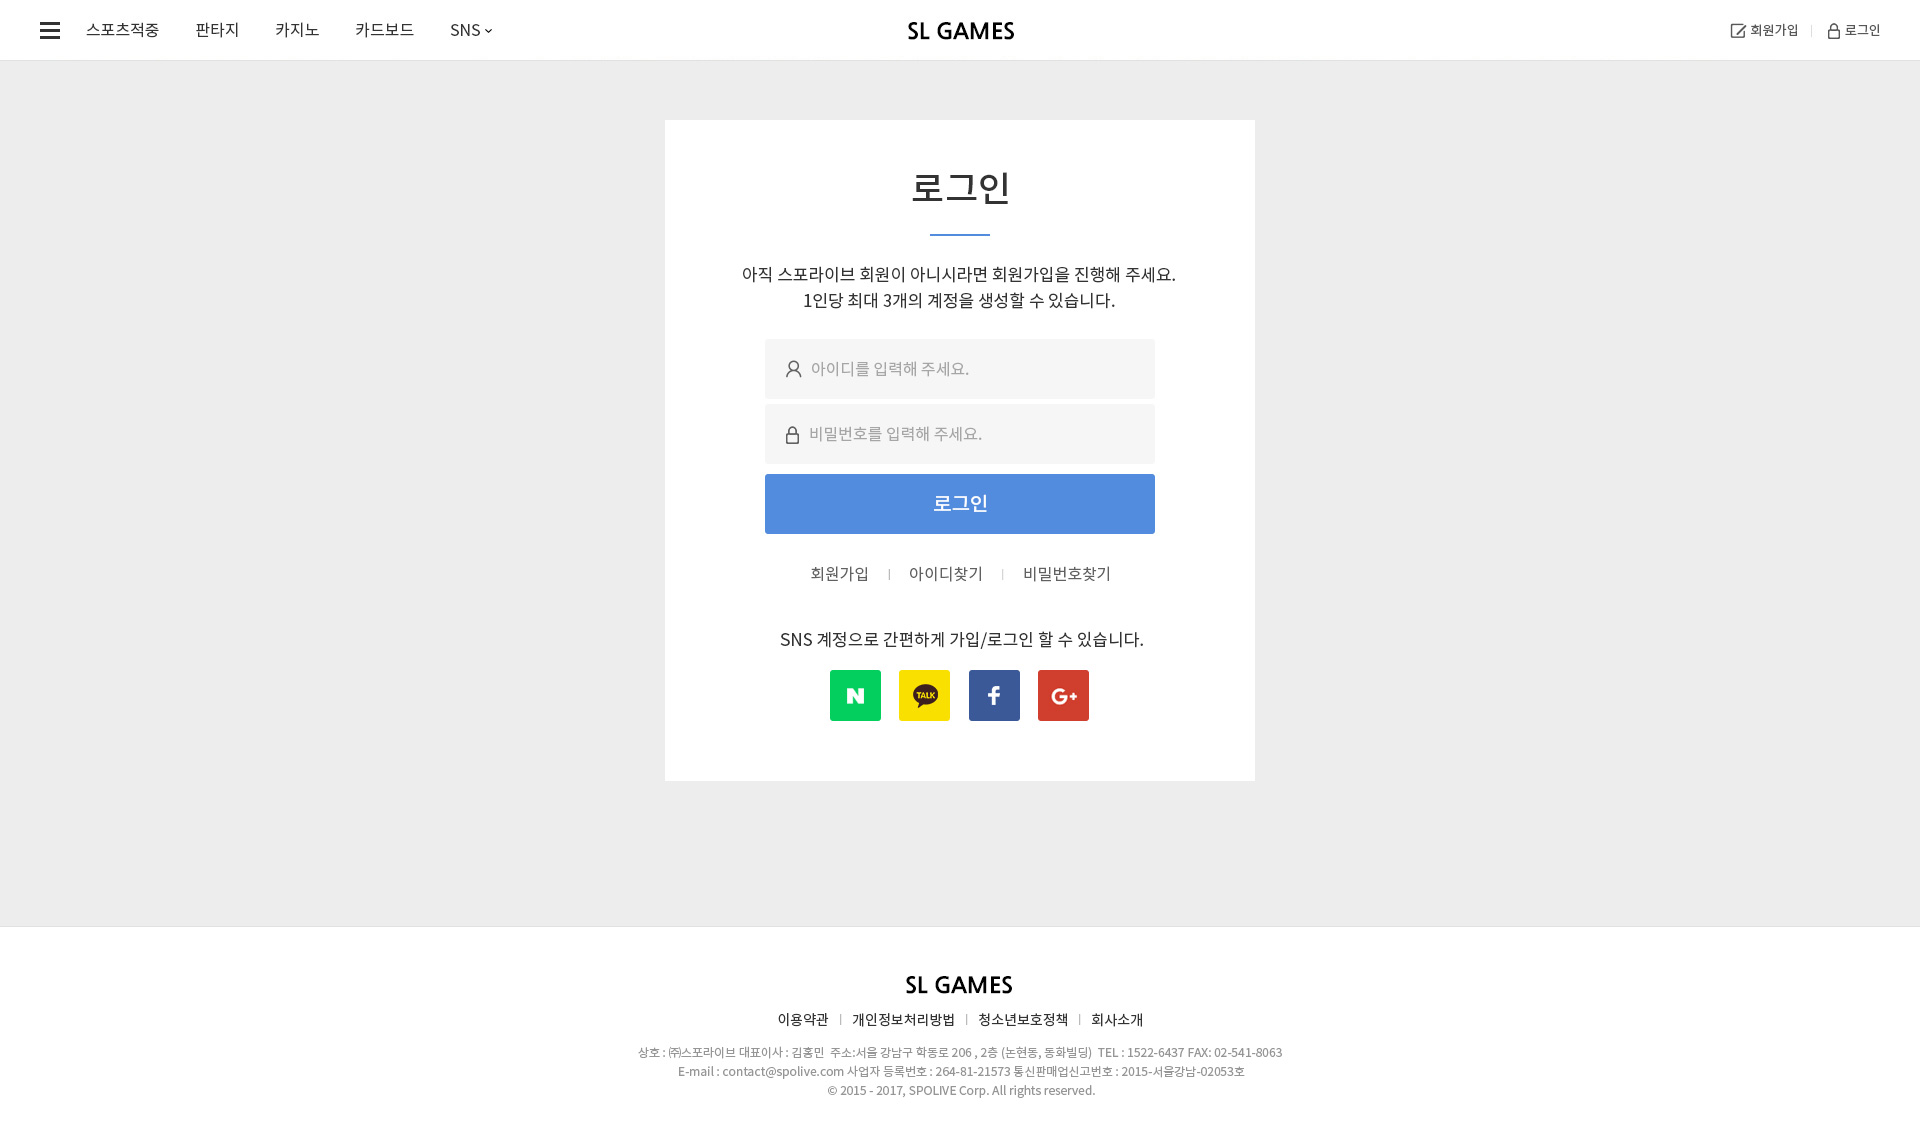 스포츠적중 판타지 카지노 카드보드 SNS SL GAMES 회원가입 로그인
로그인
아직 스포라이브 회원이 아니시라면 회원가입을 진행해 주세요.
1인당 최대 3개의 계정을 생성할 수 있습니다.
아이디를 입력해 주세요.
비밀번호를 입력해 주세요.
로그인
회원가입 아이디찾기 비밀번호찾기
SNS 계정으로 간편하게 가입/로그인 할 수 있습니다.
N TALK f G+
SL GAMES
이용약관 개인정보처리방법 청소년보호정책 회사소개
상호 : ㈜스포라이브 대표이사 : 김홍민 주소:서울 강남구 학동로 206 , 2층 (논현동, 동화빌딩) TEL : 1522-6437 FAX: 02-541-8063
E-mail : contact@spolive.com 사업자 등록번호 : 264-81-21573 통신판매업신고번호 : 2015-서울강남-02053호
© 2015 - 2017, SPOLIVE Corp. All rights reserved.